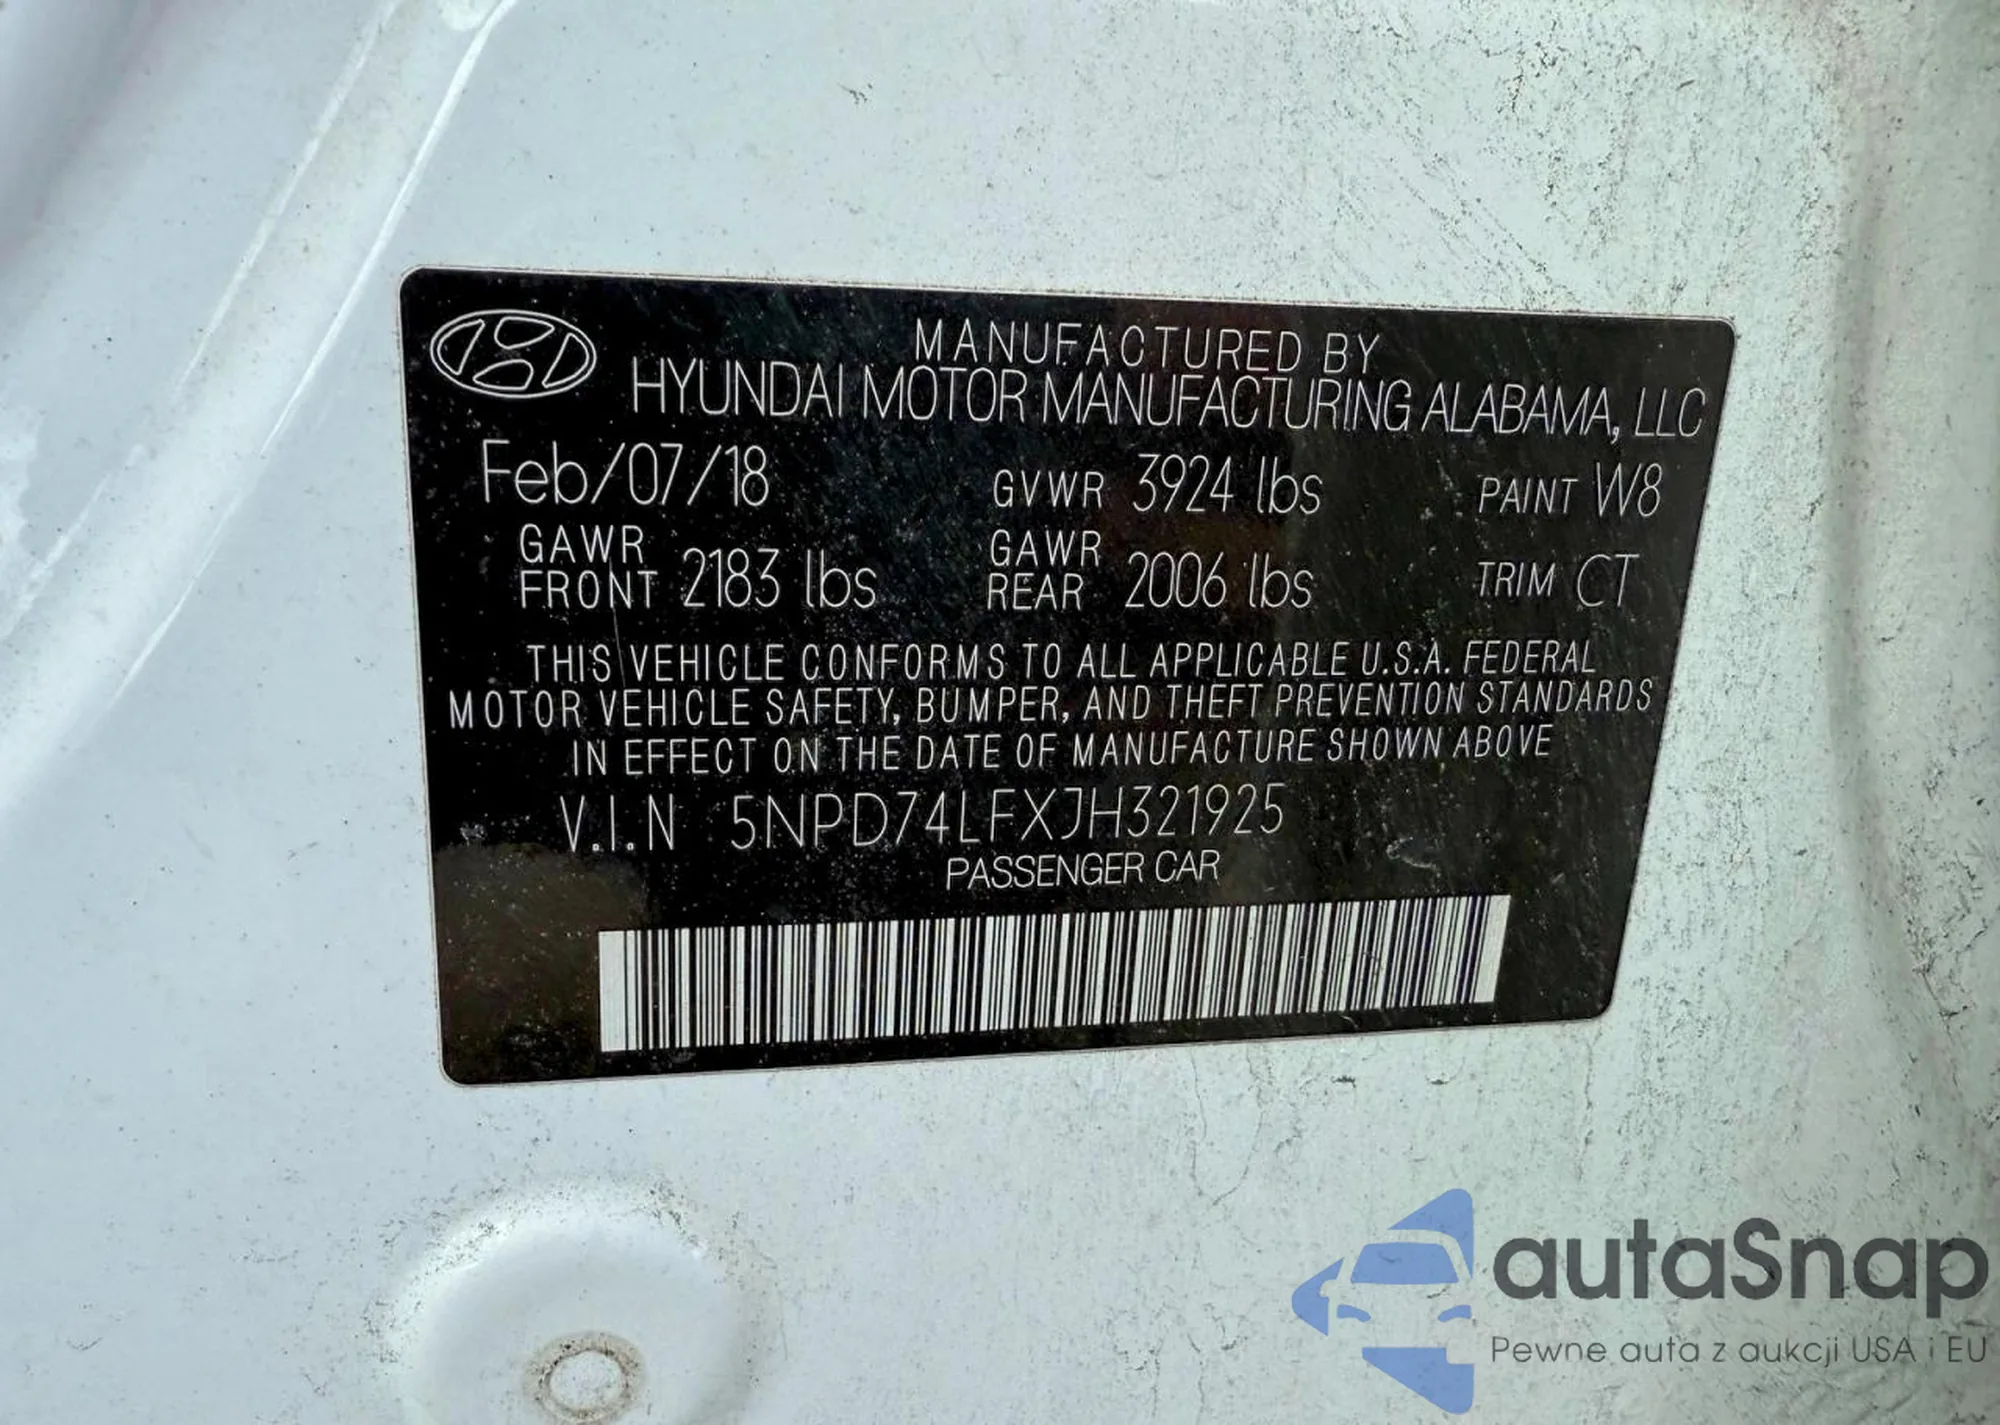 MANUFACTURED BY
HYUNDAI MOTOR MANUFACTURING ALABAMA, LLC
Feb/07/18 GVWR 3924 lbs PAINT W8
GAWR FRONT 2183 lbs GAWR REAR 2006 lbs TRIM CT
THIS VEHICLE CONFORMS TO ALL APPLICABLE U.S.A. FEDERAL
MOTOR VEHICLE SAFETY, BUMPER, AND THEFT PREVENTION STANDARDS
IN EFFECT ON THE DATE OF MANUFACTURE SHOWN ABOVE
V.I.N 5NPD74LFXJH321925
PASSENGER CAR
autaSnap
Pewne auta z aukcji USA i EU